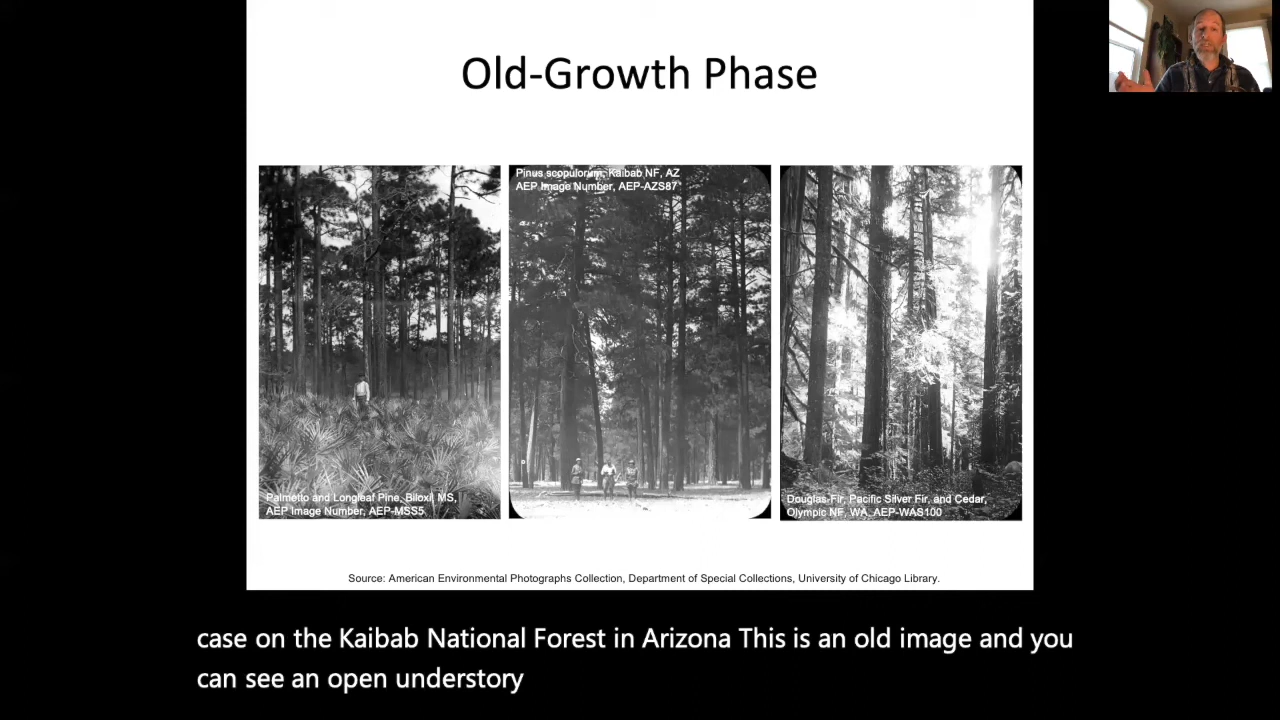 Old-Growth Phase
Pinus scopulorum, Kaibab NF, AZ
AEP Image Number, AEP-AZS87
Palmetto and Longleaf Pine, Biloxi, MS,
AEP Image Number, AEP-MSS5
Douglas-Fir, Pacific Silver Fir, and Cedar,
Olympic NF, WA, AEP-WAS100
Source: American Environmental Photographs Collection, Department of Special Collections, University of Chicago Library.
case on the Kaibab National Forest in Arizona This is an old image and you
can see an open understory